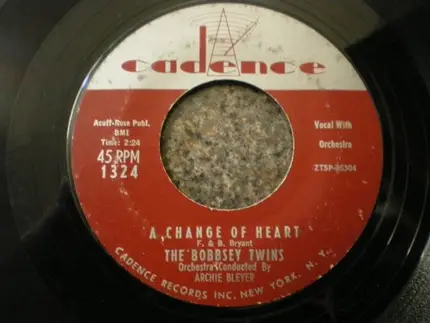 cadence
Acuff-Rose Publ.
BMI
Time: 2:24
45 RPM
1324
Vocal With
Orchestra
ZTSP-26304
A CHANGE OF HEART
F. & B. Bryant
THE BOBBSEY TWINS
Orchestra Conducted By
ARCHIE BLEYER
CADENCE RECORDS INC. NEW YORK, N. Y.